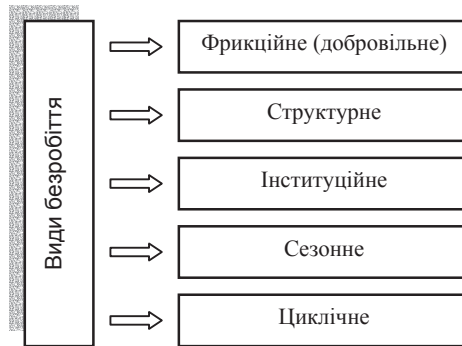 Види безробіття
Фрикційне (добровільне)
Структурне
Інституційне
Сезонне
Циклічне